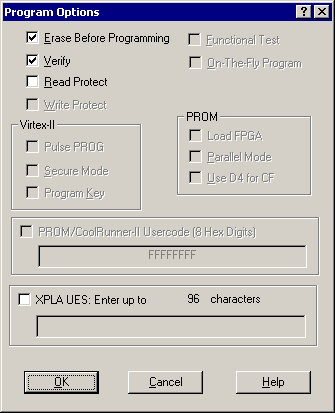 Program Options
Erase Before Programming
Functional Test
Verify
On-The-Fly Program
Read Protect
Write Protect
Virtex-II
Pulse PROG
Secure Mode
Program Key
PROM
Load FPGA
Parallel Mode
Use D4 for CF
PROM/CoolRunner-II Usercode (8 Hex Digits)
FFFFFFFF
XPLA UES: Enter up to 96 characters
OK Cancel Help